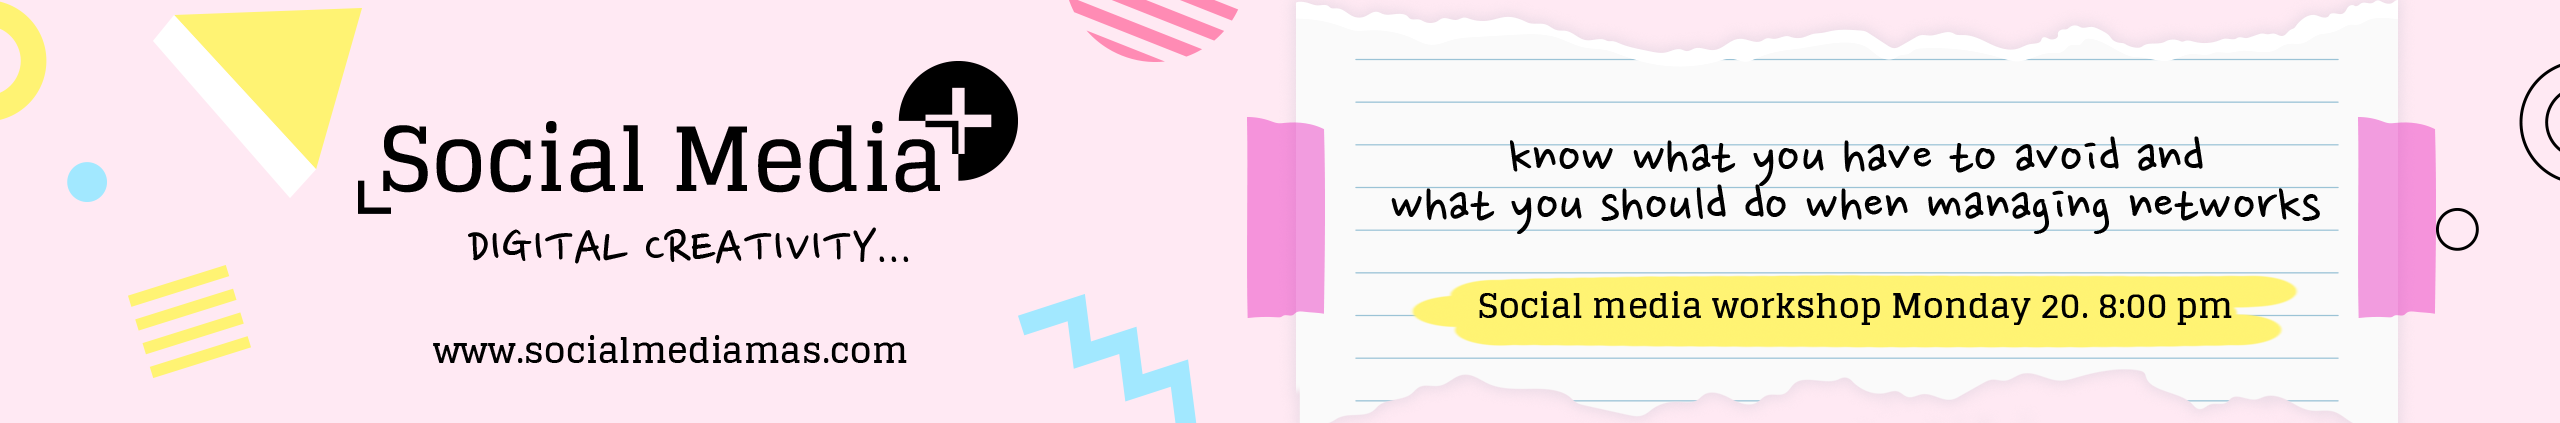 Social Media+
DIGITAL CREATIVITY...
www.socialmediamas.com
know what you have to avoid and
what you should do when managing networks
Social media workshop Monday 20. 8:00 pm